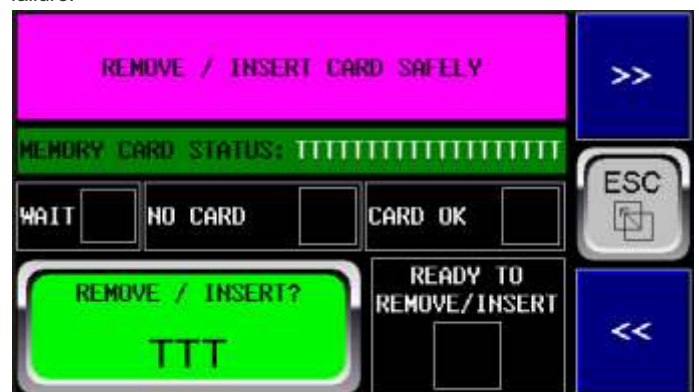 failure.
REMOVE / INSERT CARD SAFELY
>>
MEMORY CARD STATUS: TTTTTTTTTTTTTTTTTTT
ESC
WAIT
NO CARD
CARD OK
REMOVE / INSERT?
TTT
READY TO
REMOVE/INSERT
<<